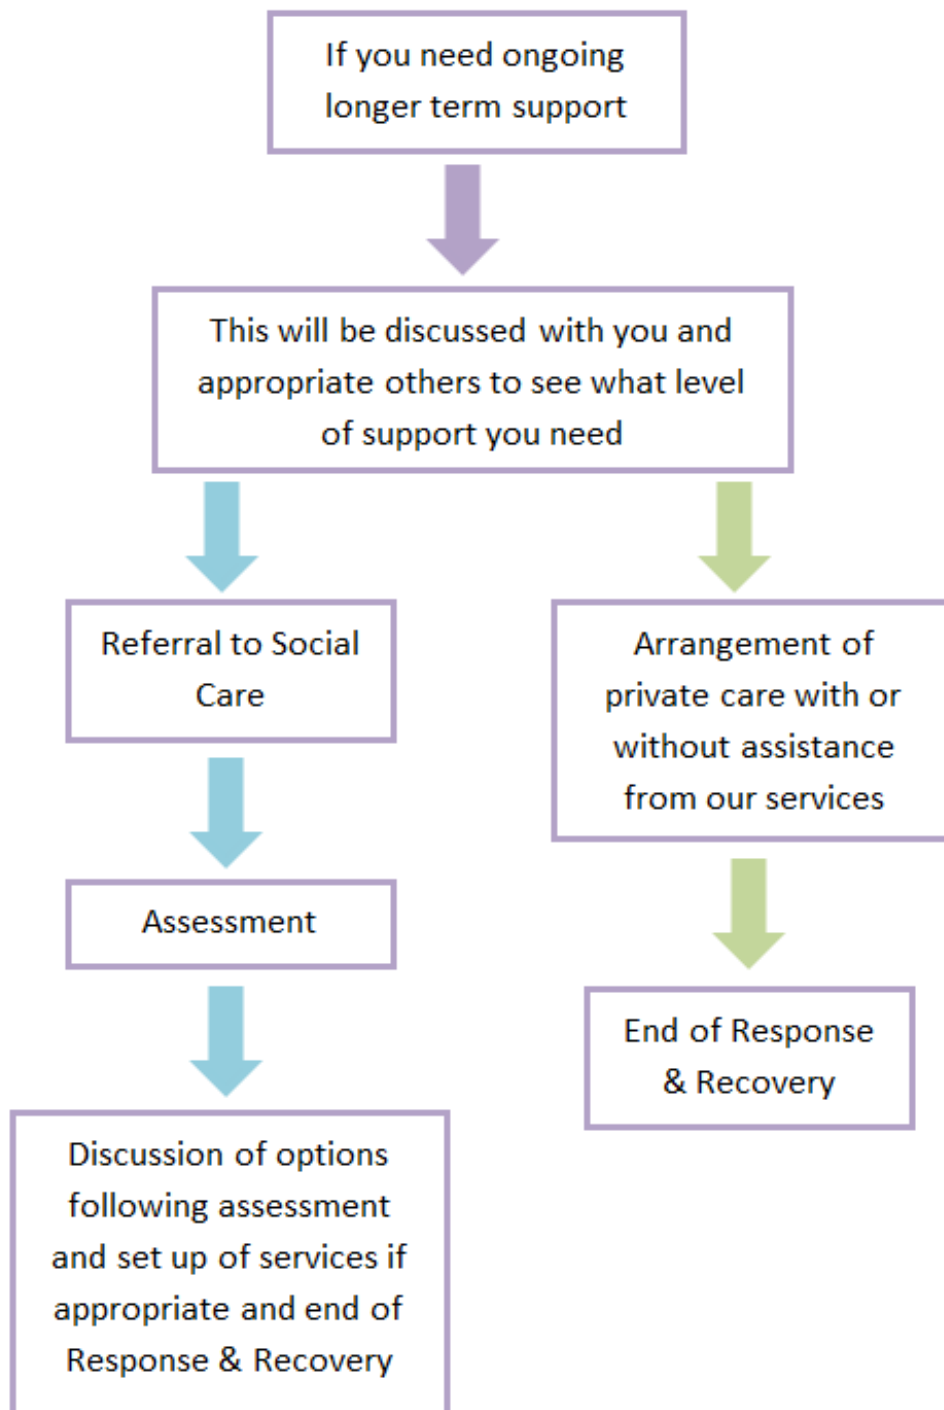 If you need ongoing
longer term support
This will be discussed with you and
appropriate others to see what level
of support you need
Referral to Social
Care
Assessment
Discussion of options
following assessment
and set up of services if
appropriate and end of
Response & Recovery
Arrangement of
private care with or
without assistance
from our services
End of Response
& Recovery